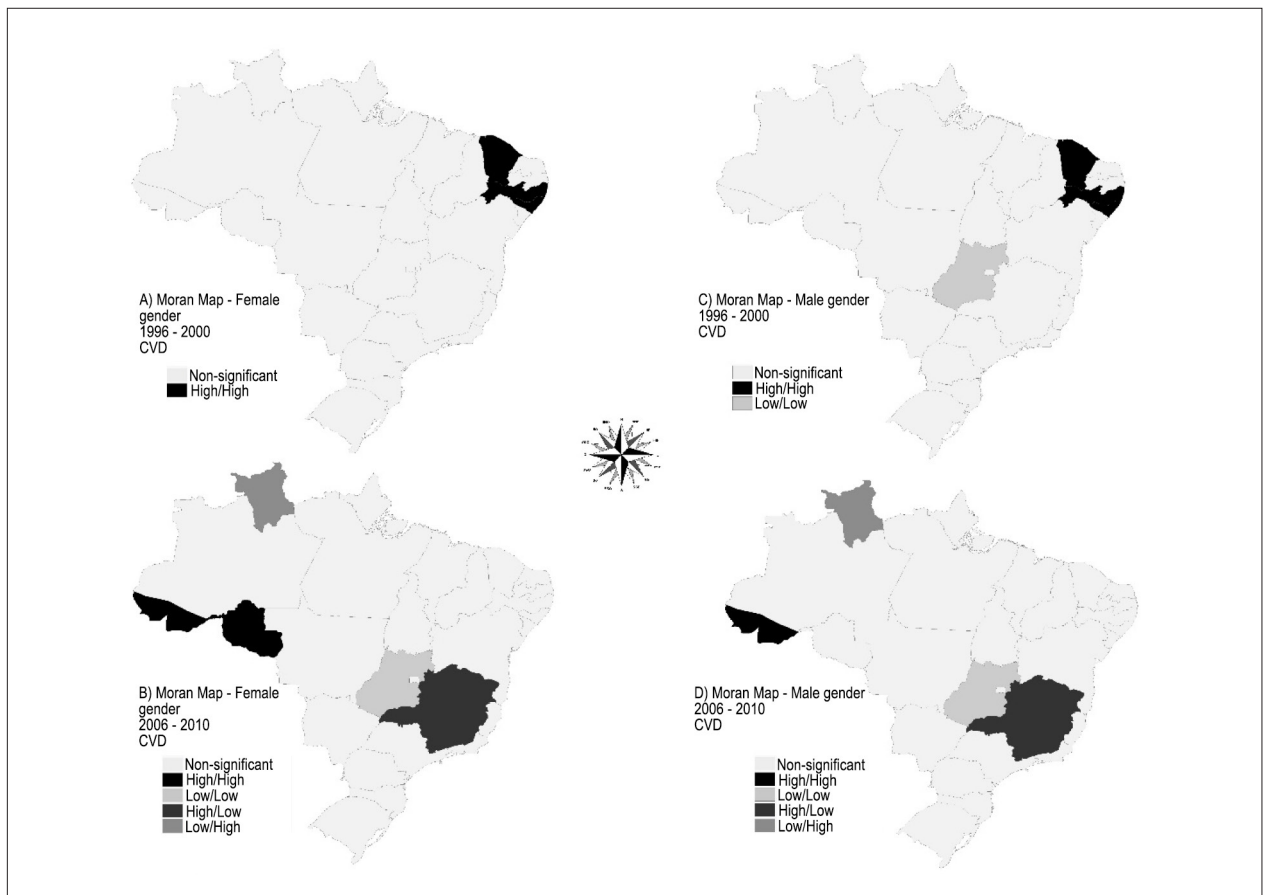 A) Moran Map - Female
gender
1996 - 2000
CVD
Non-significant
High/High
C) Moran Map - Male gender
1996 - 2000
CVD
Non-significant
High/High
Low/Low
B) Moran Map - Female
gender
2006 - 2010
CVD
Non-significant
High/High
Low/Low
High/Low
Low/High
D) Moran Map - Male gender
2006 - 2010
CVD
Non-significant
High/High
Low/Low
High/Low
Low/High